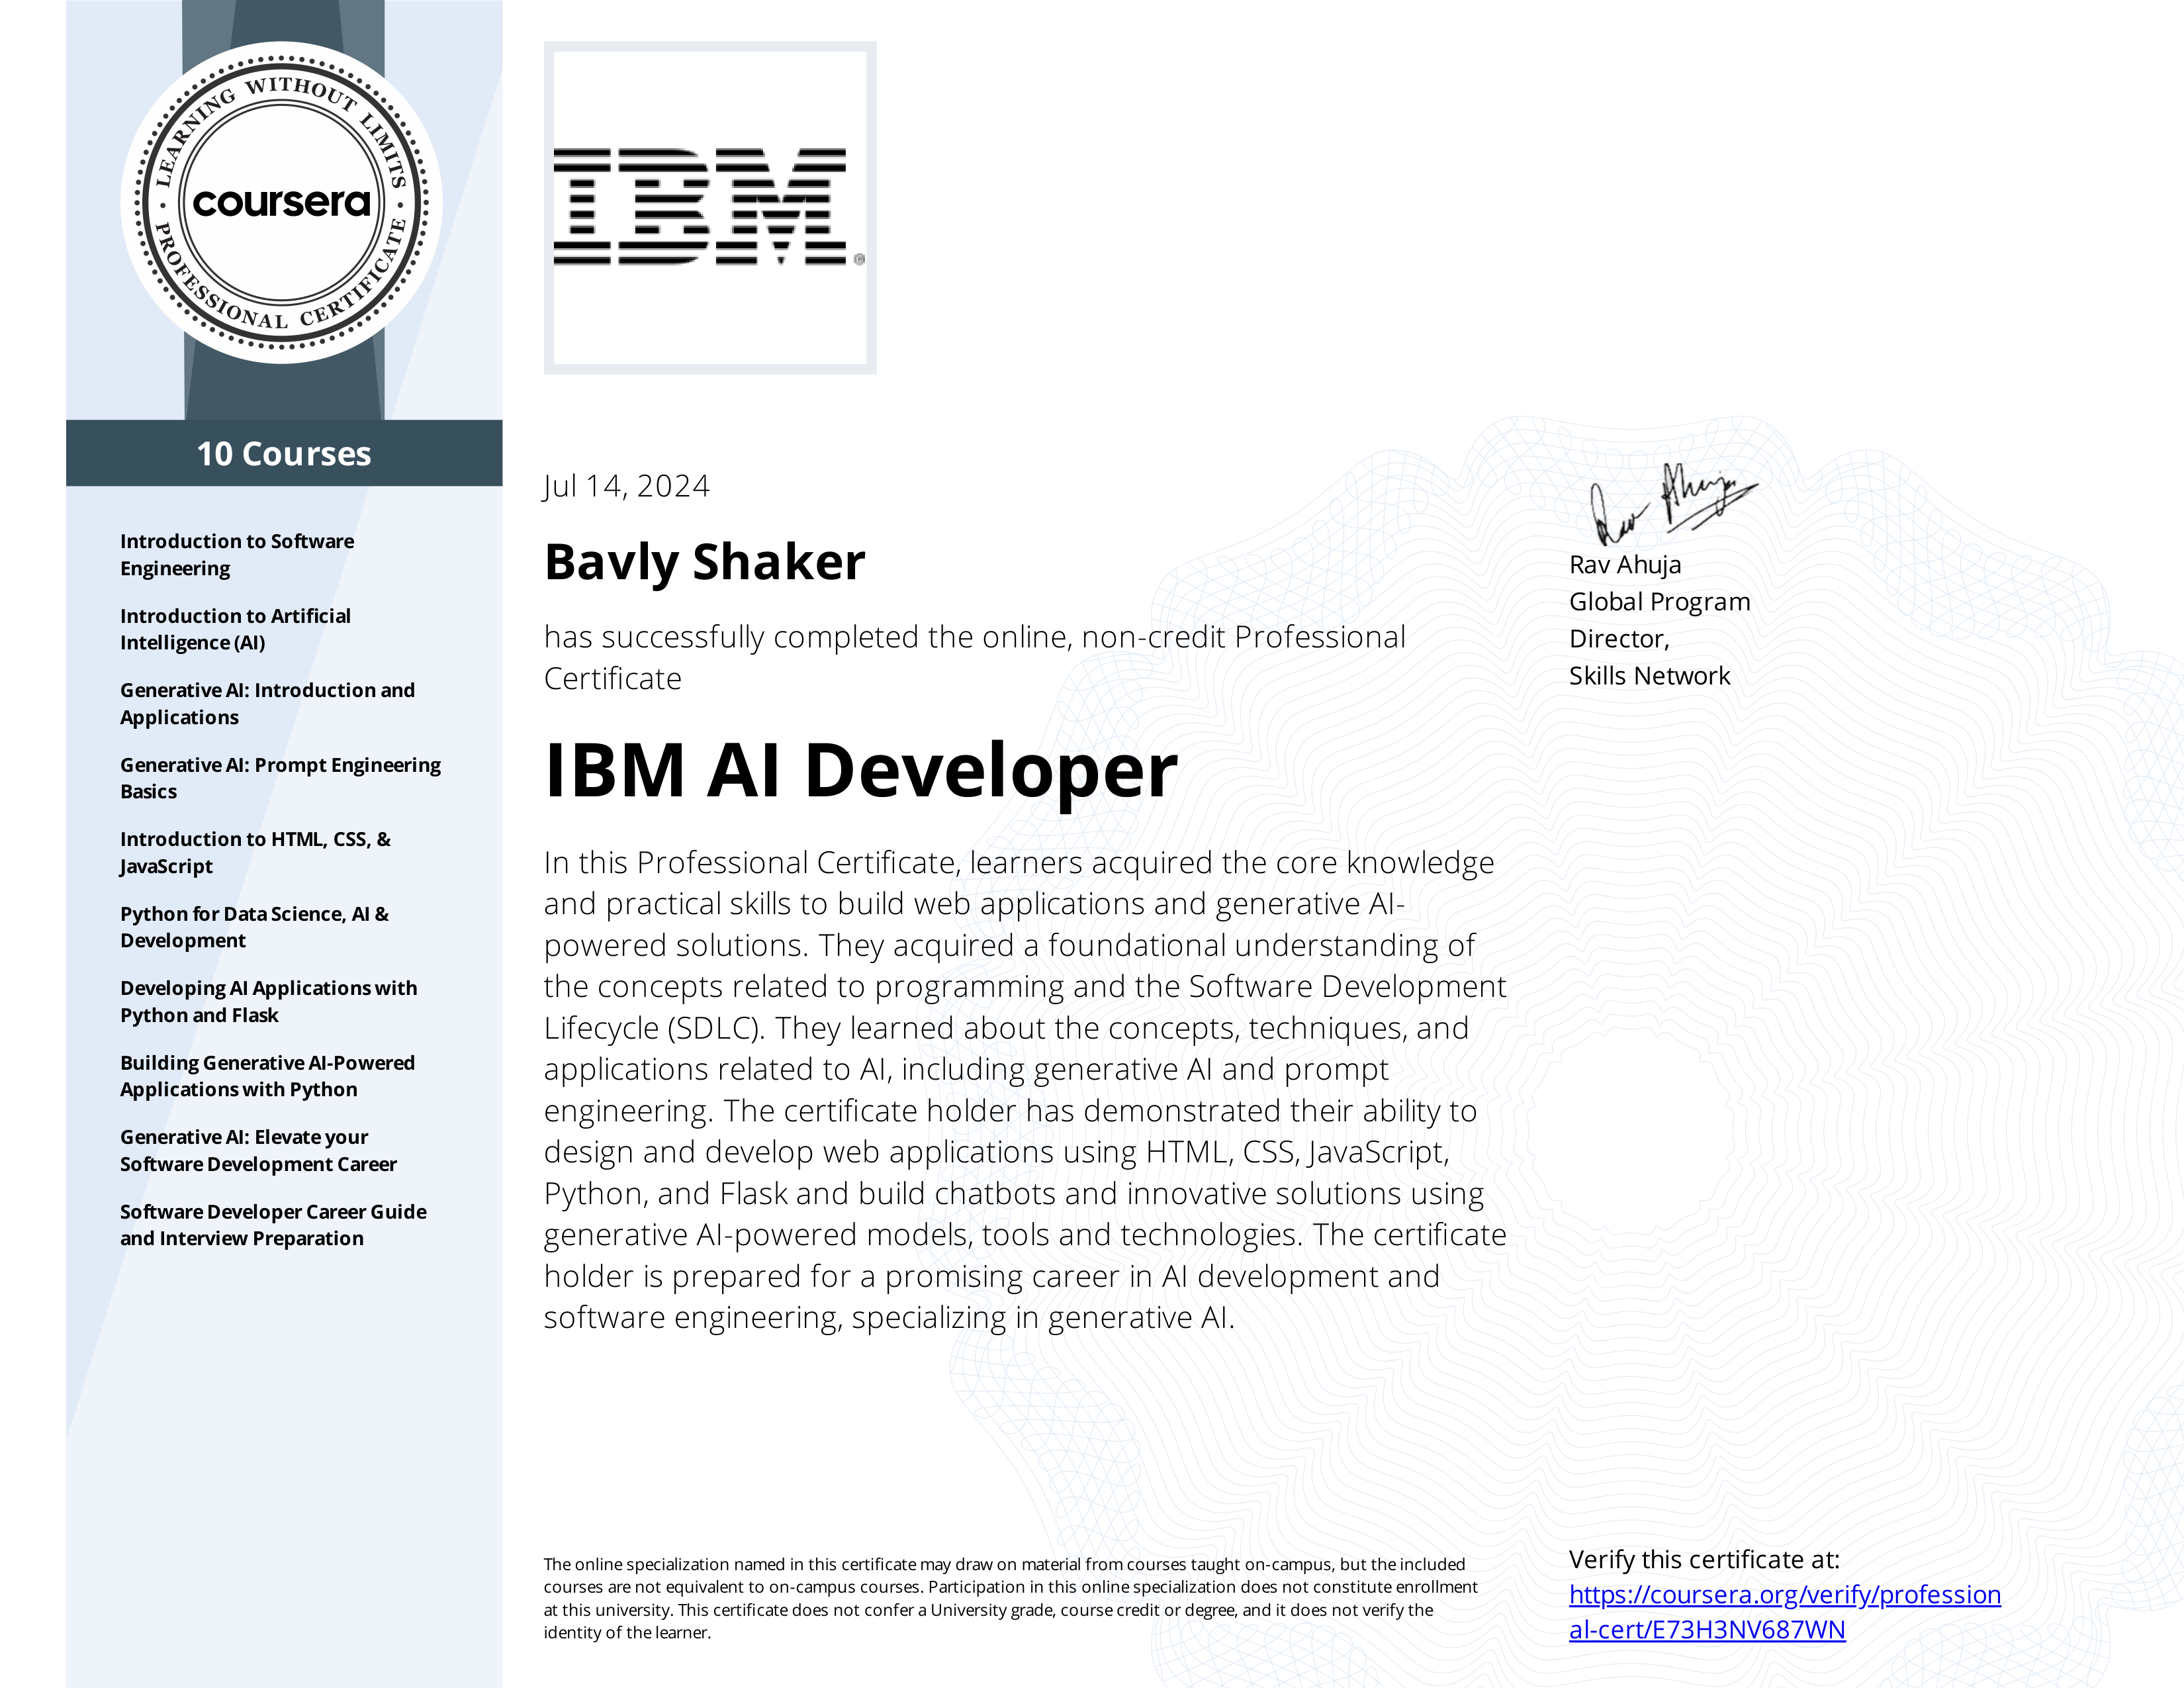 LEARNING WITHOUT LIMITS
coursera
PROFESSIONAL CERTIFICATE
10 Courses
Introduction to Software
Engineering
Introduction to Artificial
Intelligence (AI)
Generative AI: Introduction and
Applications
Generative AI: Prompt Engineering
Basics
Introduction to HTML, CSS, &
JavaScript
Python for Data Science, AI &
Development
Developing AI Applications with
Python and Flask
Building Generative AI-Powered
Applications with Python
Generative AI: Elevate your
Software Development Career
Software Developer Career Guide
and Interview Preparation
IBM®
Jul 14, 2024
Bavly Shaker
has successfully completed the online, non-credit Professional
Certificate
IBM AI Developer
In this Professional Certificate, learners acquired the core knowledge
and practical skills to build web applications and generative AI-
powered solutions. They acquired a foundational understanding of
the concepts related to programming and the Software Development
Lifecycle (SDLC). They learned about the concepts, techniques, and
applications related to AI, including generative AI and prompt
engineering. The certificate holder has demonstrated their ability to
design and develop web applications using HTML, CSS, JavaScript,
Python, and Flask and build chatbots and innovative solutions using
generative AI-powered models, tools and technologies. The certificate
holder is prepared for a promising career in AI development and
software engineering, specializing in generative AI.
Rav Ahuja
Rav Ahuja
Global Program
Director,
Skills Network
The online specialization named in this certificate may draw on material from courses taught on-campus, but the included
courses are not equivalent to on-campus courses. Participation in this online specialization does not constitute enrollment
at this university. This certificate does not confer a University grade, course credit or degree, and it does not verify the
identity of the learner.
Verify this certificate at:
https://coursera.org/verify/profession
al-cert/E73H3NV687WN